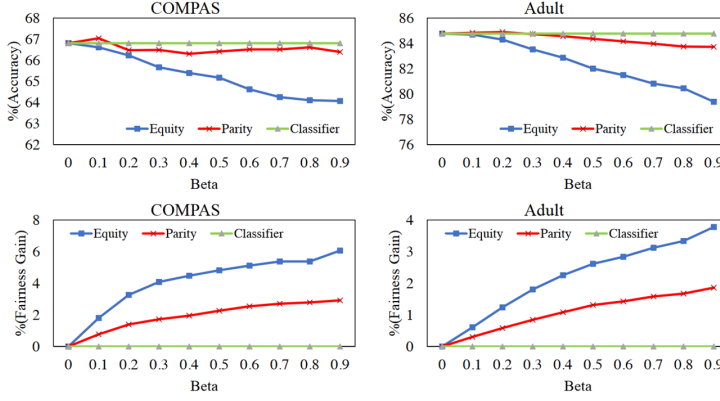 COMPAS
%(Accuracy)
68
67
66
65
64
63
62
Equity Parity Classifier
0 0.1 0.2 0.3 0.4 0.5 0.6 0.7 0.8 0.9
Beta
Adult
%(Accuracy)
86
84
82
80
78
76
Equity Parity Classifier
0 0.1 0.2 0.3 0.4 0.5 0.6 0.7 0.8 0.9
Beta
COMPAS
%(Fairness Gain)
8
6
4
2
0
Equity Parity Classifier
0 0.1 0.2 0.3 0.4 0.5 0.6 0.7 0.8 0.9
Beta
Adult
%(Fairness Gain)
4
3
2
1
0
Equity Parity Classifier
0 0.1 0.2 0.3 0.4 0.5 0.6 0.7 0.8 0.9
Beta